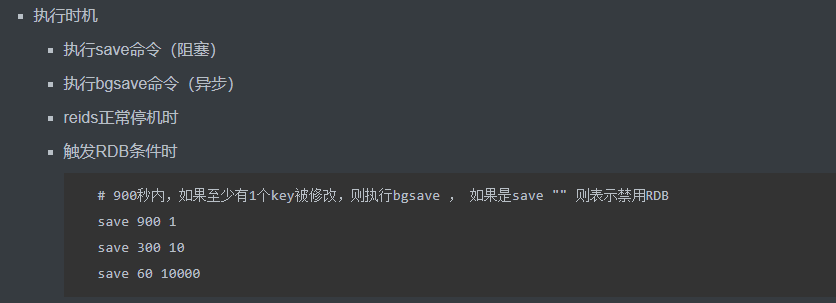 执行时机
执行save命令（阻塞）
执行bgsave命令（异步）
reids正常停机时
触发RDB条件时
# 900秒内，如果至少有1个key被修改，则执行bgsave ， 如果是save "" 则表示禁用RDB
save 900 1
save 300 10
save 60 10000